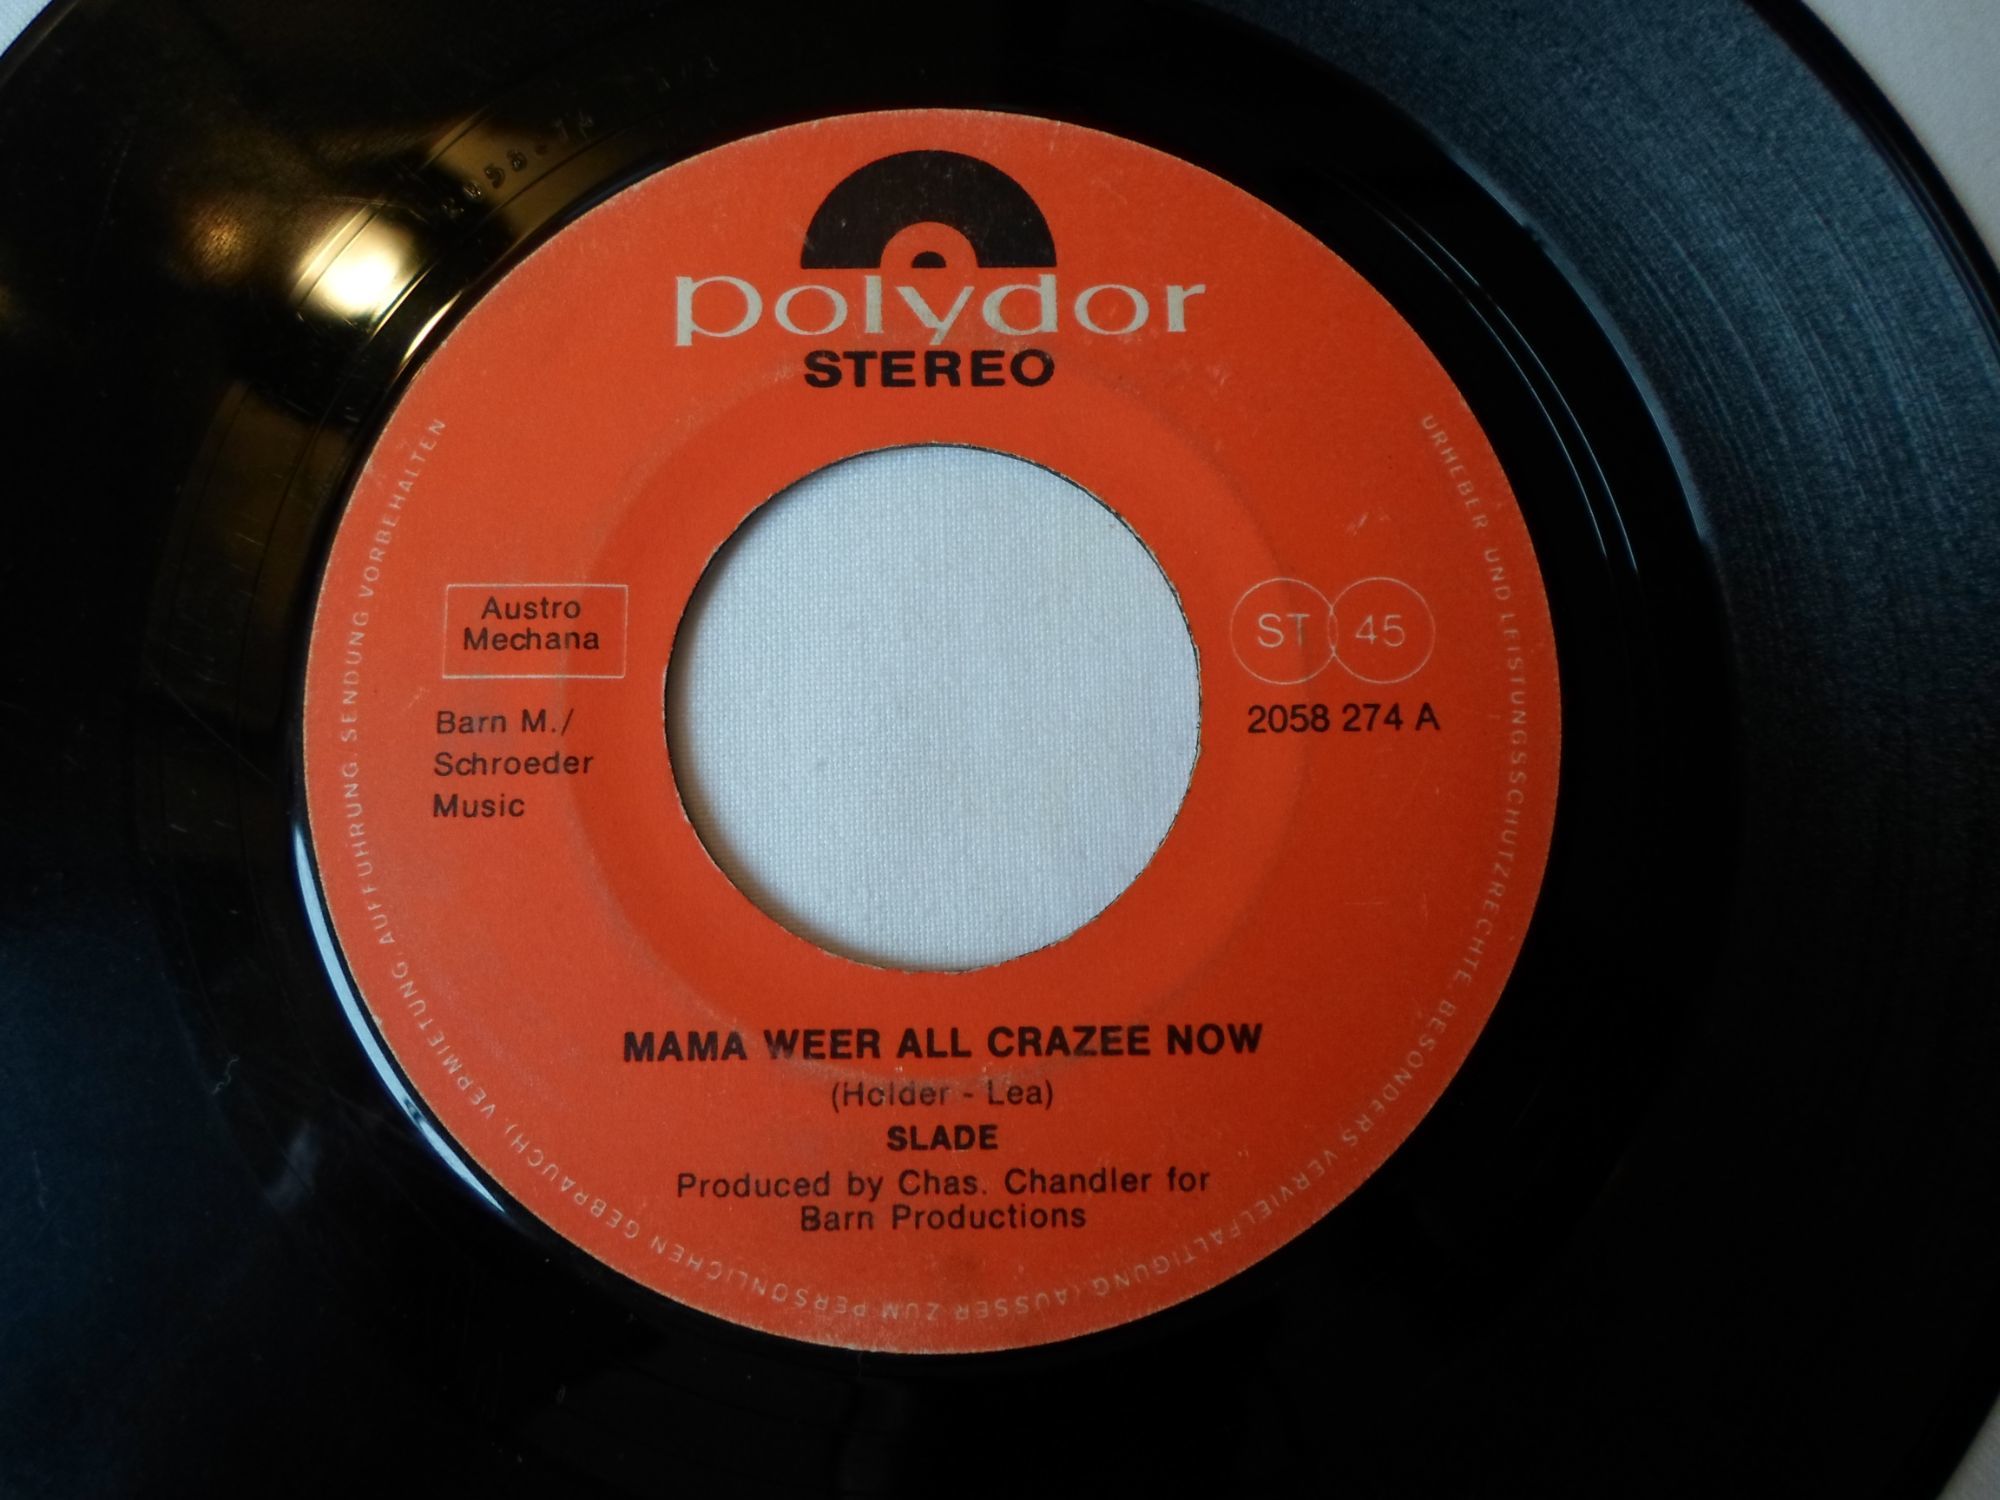 polydor
STEREO
Austro
Mechana
Barn M./
Schroeder
Music
ST 45
2058 274 A
MAMA WEER ALL CRAZEE NOW
(Holder - Lea)
SLADE
Produced by Chas. Chandler for
Barn Productions
URHEBER UND LEISTUNGSSCHUTZRECHTE, BESONDERS VERVIELFÄLTIGUNG (AUSSER ZUM PERSÖNLICHEN GEBRAUCH), VERMIETUNG, AUFFÜHRUNG, SENDUNG VORBEHALTEN